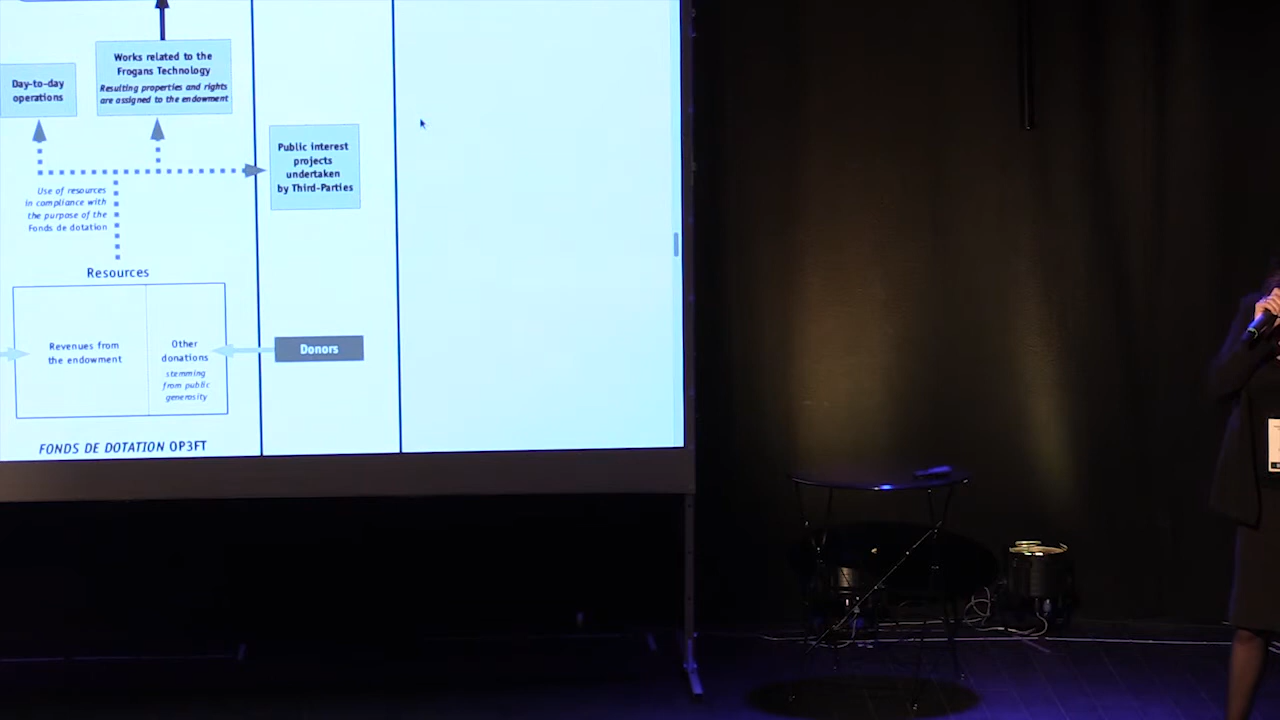 Works related to the
Frogans Technology
Resulting properties and rights
are assigned to the endowment
Day-to-day
operations
Public interest
projects
undertaken
by Third-Parties
Use of resources
in compliance with
the purpose of the
Fonds de dotation
Resources
Revenues from
the endowment
Other
donations
stemming
from public
generosity
Donors
FONDS DE DOTATION OP3FT